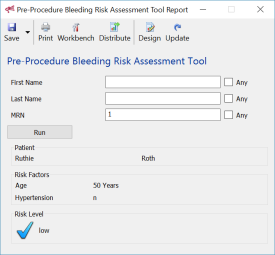 Pre-Procedure Bleeding Risk Assessment Tool Report
Save Print Workbench Distribute Design Update
Pre-Procedure Bleeding Risk Assessment Tool
First Name Any
Last Name Any
MRN 1 Any
Run
Patient
Ruthie Roth
Risk Factors
Age 50 Years
Hypertension n
Risk Level
low